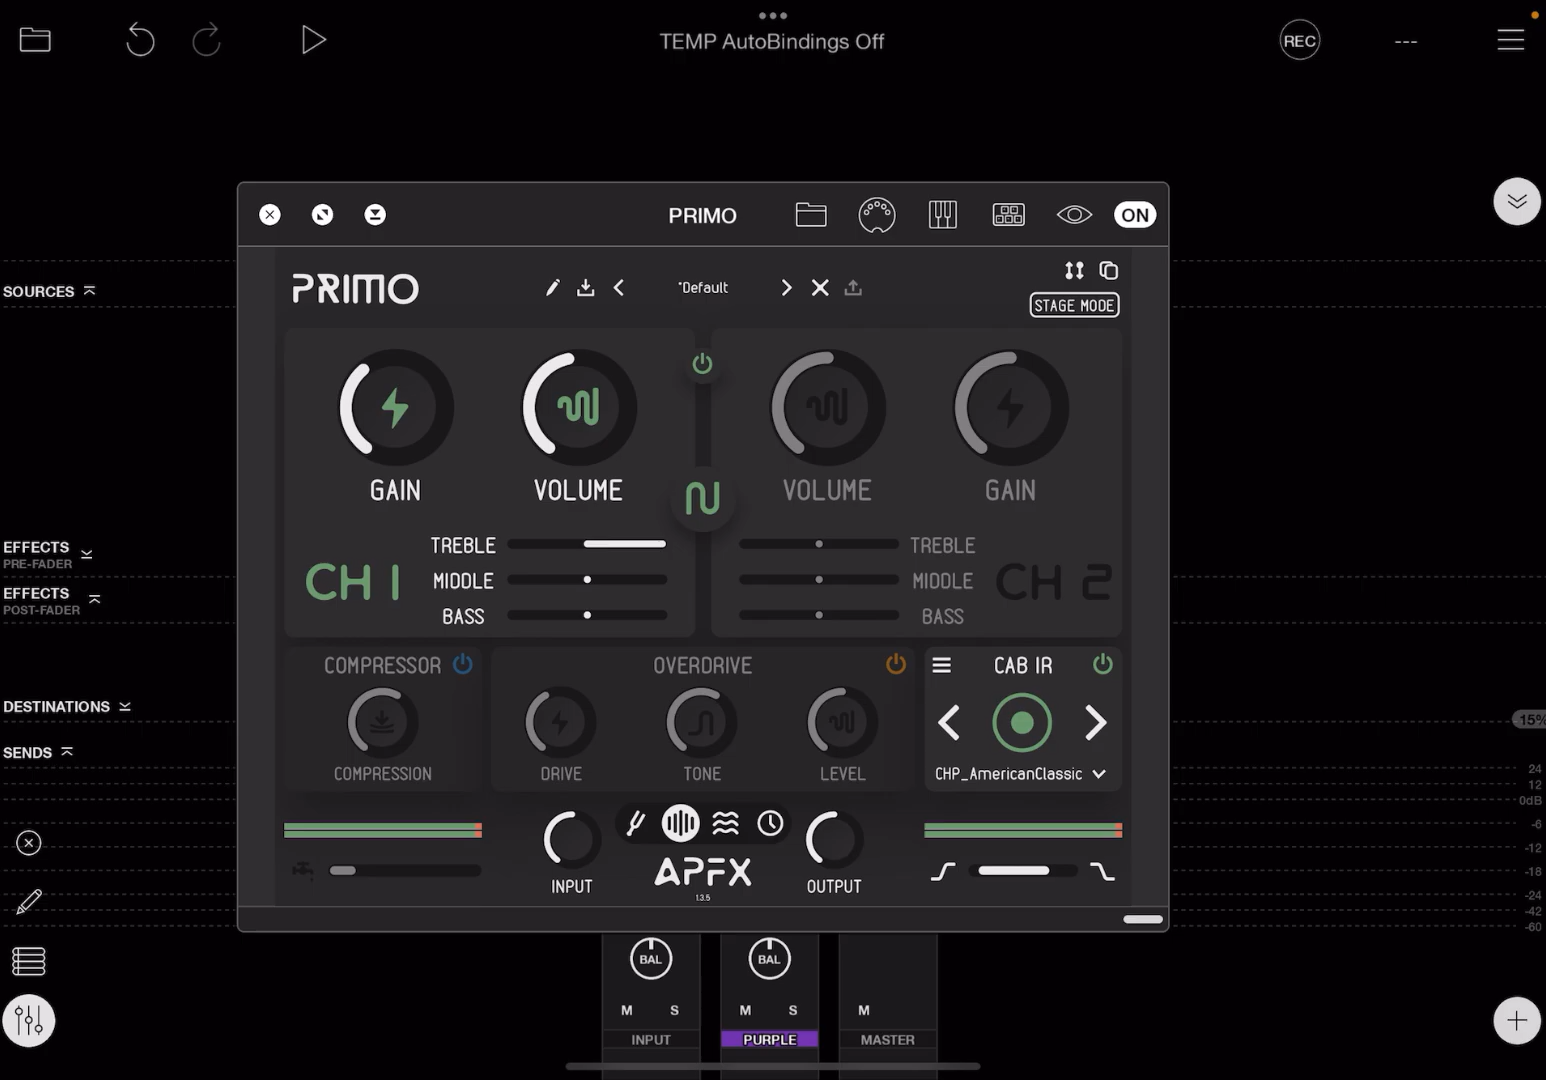 TEMP AutoBindings Off
REC
---
PRIMO
ON
PRIMO
*Default
STAGE MODE
SOURCES
GAIN
VOLUME
VOLUME
GAIN
TREBLE
TREBLE
CH 1
MIDDLE
MIDDLE
CH 2
BASS
BASS
EFFECTS
PRE-FADER
EFFECTS
POST-FADER
COMPRESSOR
OVERDRIVE
CAB IR
DESTINATIONS
15%
SENDS
COMPRESSION
DRIVE
TONE
LEVEL
CHP_AmericanClassic
24
12
0dB
-6
-12
-18
-24
-42
-60
INPUT
APFX
OUTPUT
1.3.5
BAL
BAL
M S
M S
M
INPUT
PURPLE
MASTER